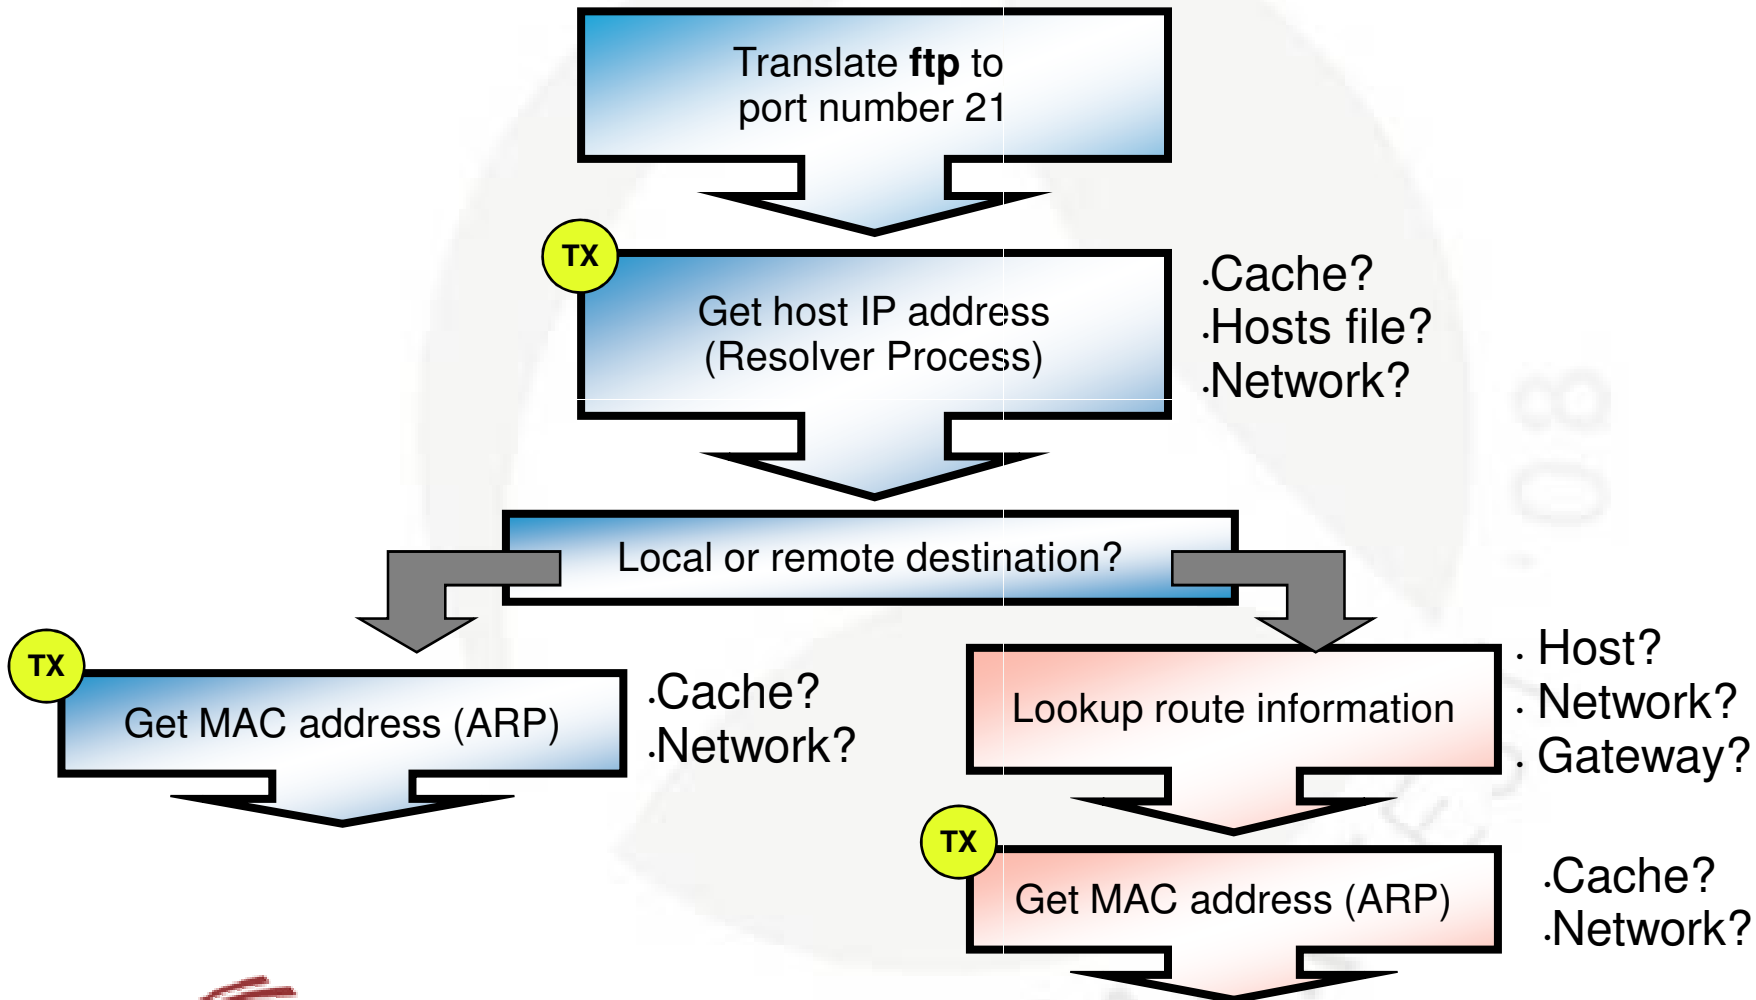 Translate ftp to
port number 21
TX
Get host IP address
(Resolver Process)
.Cache?
.Hosts file?
.Network?
Local or remote destination?
TX
Get MAC address (ARP)
.Cache?
.Network?
Lookup route information
. Host?
. Network?
. Gateway?
TX
Get MAC address (ARP)
.Cache?
.Network?
'08